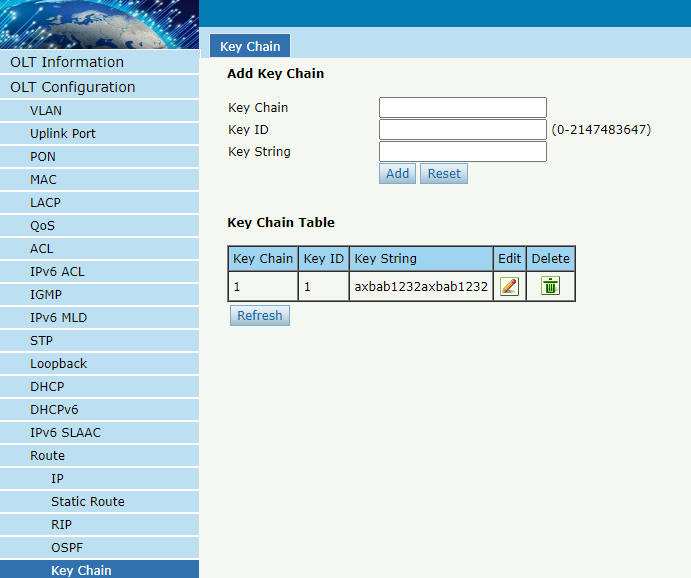 Key Chain
OLT Information
OLT Configuration
VLAN
Uplink Port
PON
MAC
LACP
QoS
ACL
IPv6 ACL
IGMP
IPv6 MLD
STP
Loopback
DHCP
DHCPv6
IPv6 SLAAC
Route
IP
Static Route
RIP
OSPF
Key Chain
Add Key Chain
Key Chain
Key ID (0-2147483647)
Key String
Add Reset
Key Chain Table
Key Chain Key ID Key String Edit Delete
1 1 axbab1232axbab1232
Refresh